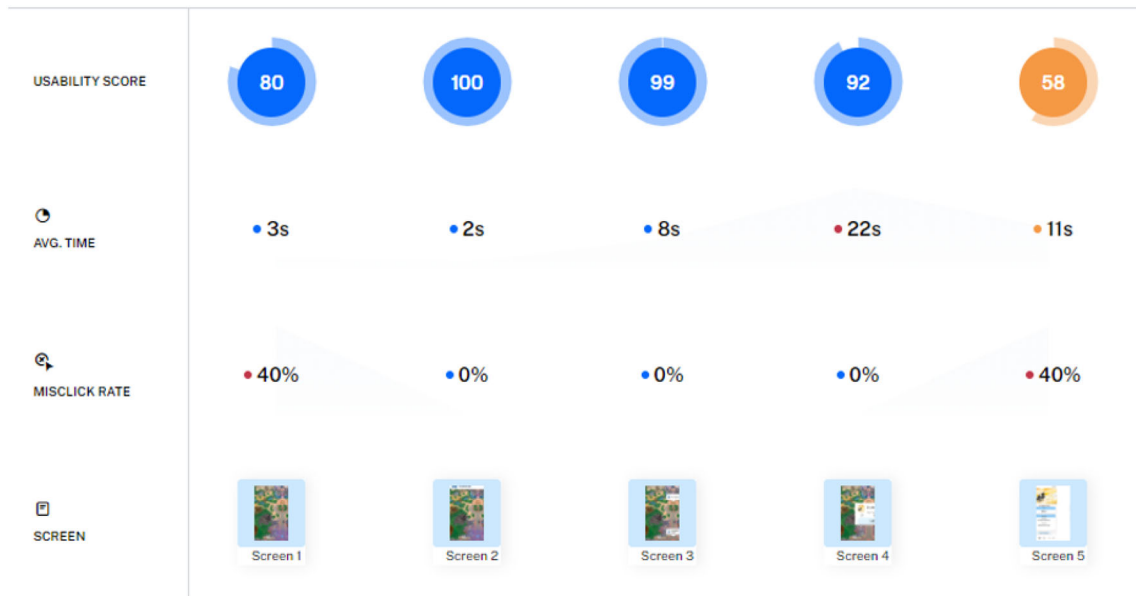 USABILITY SCORE
80
100
99
92
58
AVG. TIME
3s
2s
8s
22s
11s
MISCLICK RATE
40%
0%
0%
0%
40%
SCREEN
Screen 1
Screen 2
Screen 3
Screen 4
Screen 5